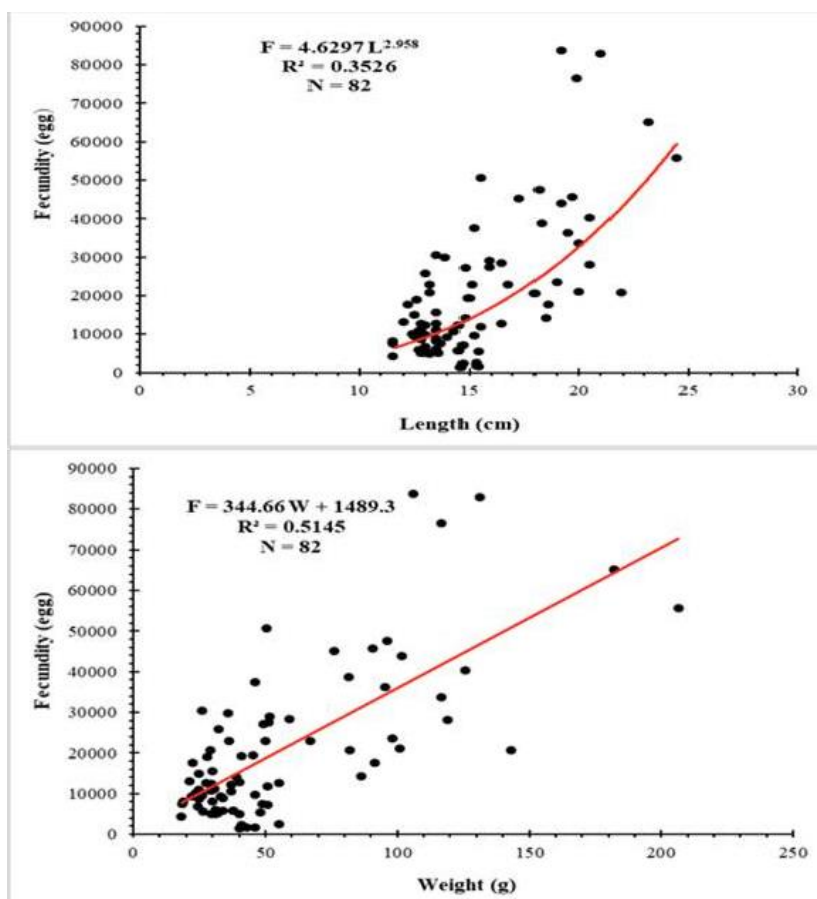 90000
80000
70000
60000
50000
40000
30000
20000
10000
0
Fecundity (egg)
F = 4.6297 L^2.958
R² = 0.3526
N = 82
0 5 10 15 20 25 30
Length (cm)
90000
80000
70000
60000
50000
40000
30000
20000
10000
0
Fecundity (egg)
F = 344.66 W + 1489.3
R² = 0.5145
N = 82
0 50 100 150 200 250
Weight (g)